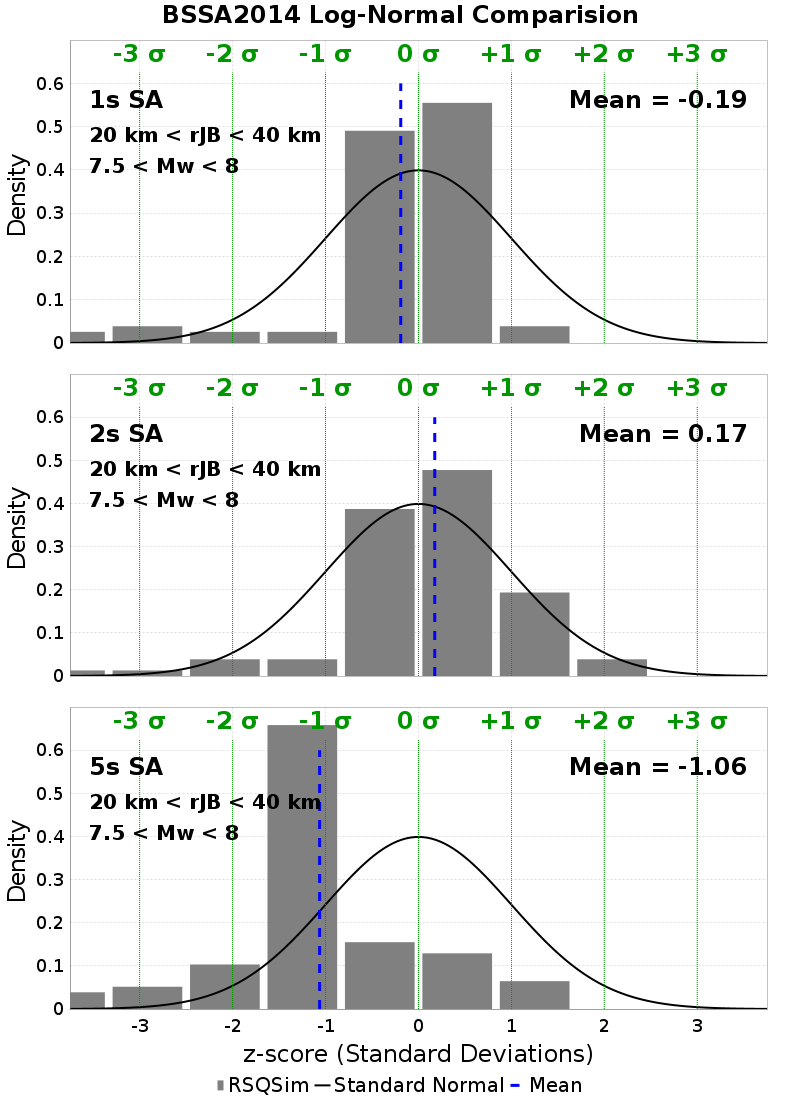 BSSA2014 Log-Normal Comparision
-3 σ -2 σ -1 σ 0 σ +1 σ +2 σ +3 σ
1s SA
Mean = -0.19
20 km < rJB < 40 km
7.5 < Mw < 8
Density
0.6
0.5
0.4
0.3
0.2
0.1
0
-3 σ -2 σ -1 σ 0 σ +1 σ +2 σ +3 σ
2s SA
Mean = 0.17
20 km < rJB < 40 km
7.5 < Mw < 8
Density
0.6
0.5
0.4
0.3
0.2
0.1
0
-3 σ -2 σ -1 σ 0 σ +1 σ +2 σ +3 σ
5s SA
Mean = -1.06
20 km < rJB < 40 km
7.5 < Mw < 8
Density
0.6
0.5
0.4
0.3
0.2
0.1
0
-3 -2 -1 0 1 2 3
z-score (Standard Deviations)
RSQSim Standard Normal Mean